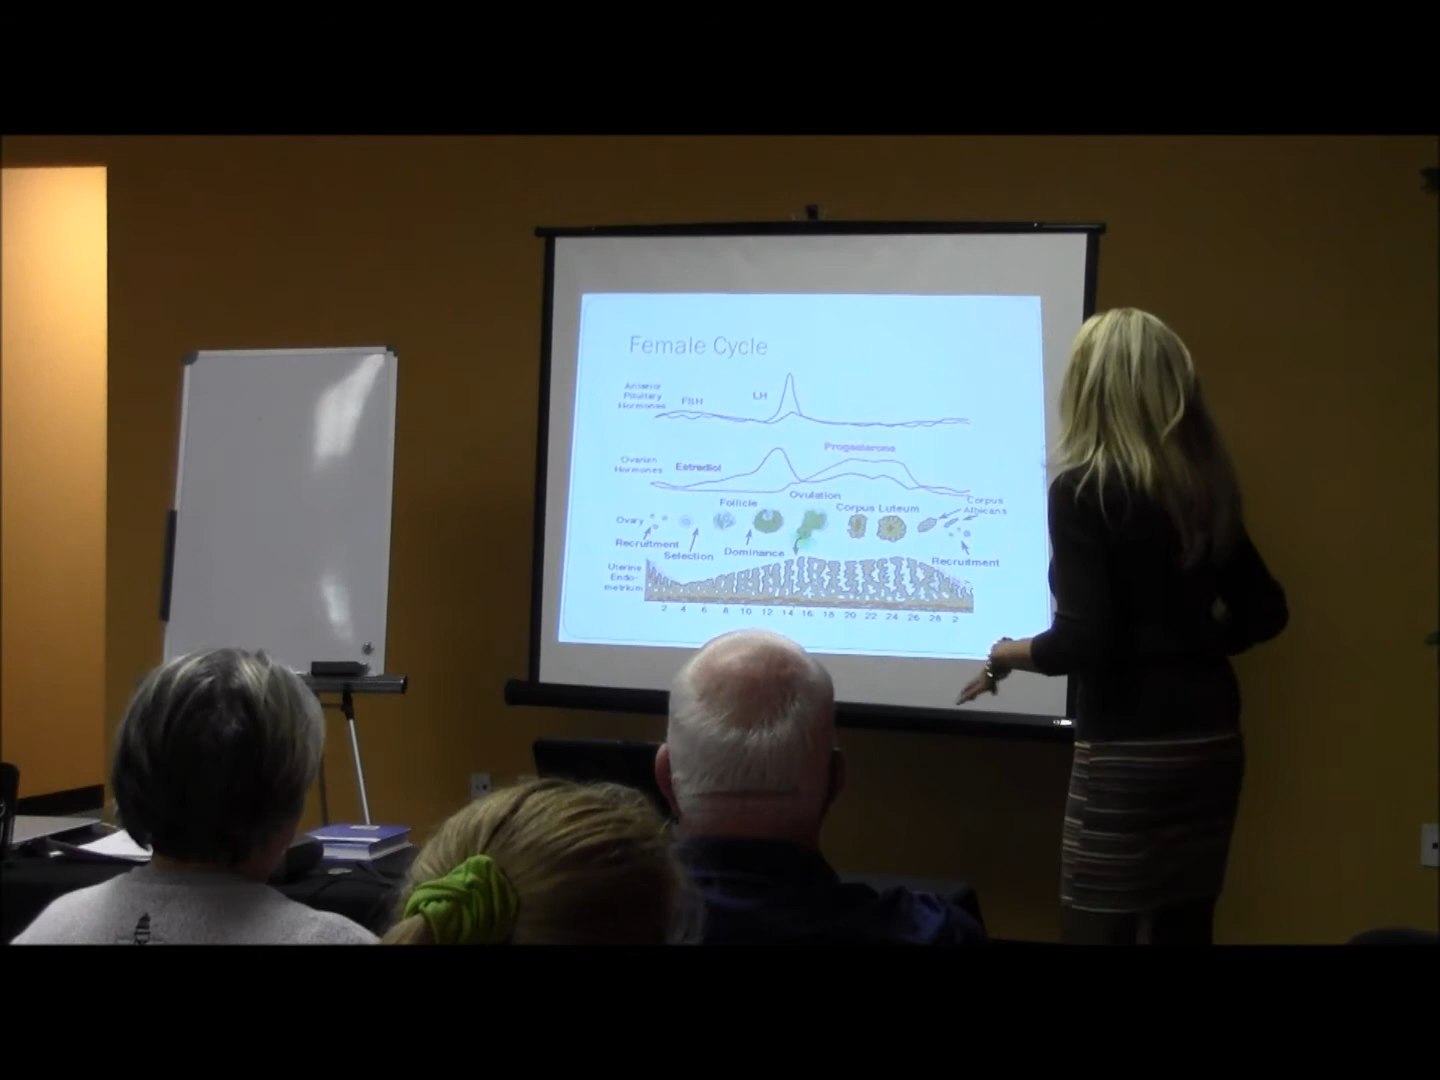 Female Cycle
Anterior
Pituitary
Hormones
FSH
LH
Ovarian
Hormones
Estradiol
Progesterone
Follicle
Ovulation
Corpus Luteum
Corpus
Albicans
Ovary
Recruitment
Selection
Dominance
Recruitment
Uterine
Endo-
metrium
2 4 6 8 10 12 14 16 18 20 22 24 26 28 2